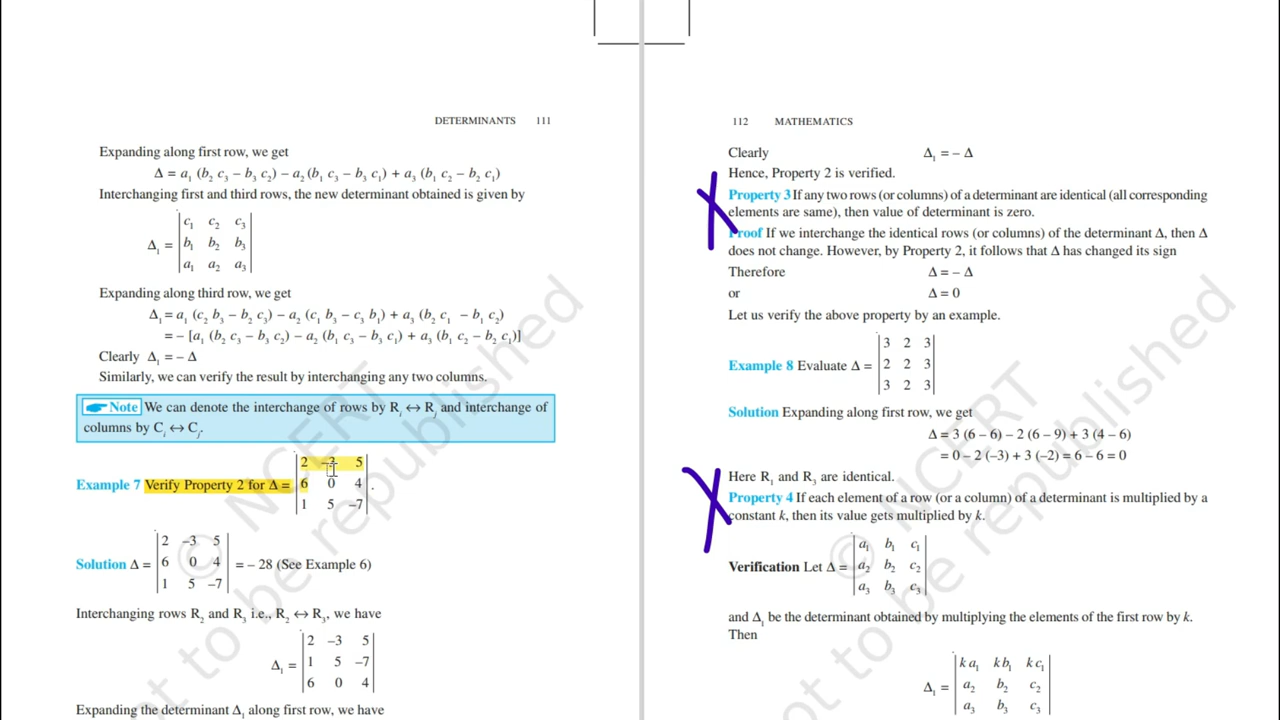 DETERMINANTS 111
Expanding along first row, we get
Δ = a₁ (b₂ c₃ – b₃ c₂) – a₂ (b₁ c₃ – b₃ c₁) + a₃ (b₁ c₂ – b₂ c₁)
Interchanging first and third rows, the new determinant obtained is given by
c₁ c₂ c₃
Δ₁ = b₁ b₂ b₃
a₁ a₂ a₃
Expanding along third row, we get
Δ₁ = a₁ (c₂ b₃ – b₂ c₃) – a₂ (c₁ b₃ – c₃ b₁) + a₃ (b₂ c₁ – b₁ c₂)
= – [a₁ (b₂ c₃ – b₃ c₂) – a₂ (b₁ c₃ – b₃ c₁) + a₃ (b₁ c₂ – b₂ c₁)]
Clearly Δ₁ = – Δ
Similarly, we can verify the result by interchanging any two columns.
Note We can denote the interchange of rows by Rᵢ ↔ Rⱼ and interchange of
columns by Cᵢ ↔ Cⱼ.
2 –3 5
Example 7 Verify Property 2 for Δ = 6 0 4 .
1 5 –7
2 –3 5
Solution Δ = 6 0 4 = – 28 (See Example 6)
1 5 –7
Interchanging rows R₂ and R₃ i.e., R₂ ↔ R₃, we have
2 –3 5
Δ₁ = 1 5 –7
6 0 4
Expanding the determinant Δ₁ along first row, we have
112 MATHEMATICS
Clearly Δ₁ = – Δ
Hence, Property 2 is verified.
Property 3 If any two rows (or columns) of a determinant are identical (all corresponding
elements are same), then value of determinant is zero.
Proof If we interchange the identical rows (or columns) of the determinant Δ, then Δ
does not change. However, by Property 2, it follows that Δ has changed its sign
Therefore Δ = – Δ
or Δ = 0
Let us verify the above property by an example.
3 2 3
Example 8 Evaluate Δ = 2 2 3
3 2 3
Solution Expanding along first row, we get
Δ = 3 (6 – 6) – 2 (6 – 9) + 3 (4 – 6)
= 0 – 2 (–3) + 3 (–2) = 6 – 6 = 0
Here R₁ and R₃ are identical.
Property 4 If each element of a row (or a column) of a determinant is multiplied by a
constant k, then its value gets multiplied by k.
a₁ b₁ c₁
Verification Let Δ = a₂ b₂ c₂
a₃ b₃ c₃
and Δ₁ be the determinant obtained by multiplying the elements of the first row by k.
Then
k a₁ k b₁ k c₁
Δ₁ = a₂ b₂ c₂
a₃ b₃ c₃
© NCERT
not to be republished
© NCERT
not to be republished